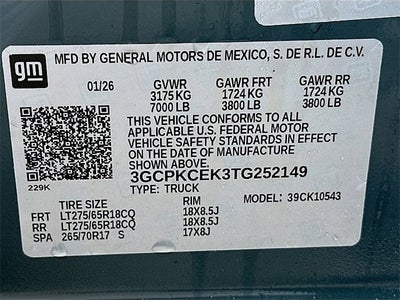 gm
MFD BY GENERAL MOTORS DE MEXICO, S. DE R.L. DE C.V.
01/26 GVWR GAWR FRT GAWR RR
3175 KG 1724 KG 1724 KG
7000 LB 3800 LB 3800 LB
THIS VEHICLE CONFORMS TO ALL
APPLICABLE U.S. FEDERAL MOTOR
VEHICLE SAFETY STANDARDS IN
EFFECT ON THE DATE OF MANUFACTURE
SHOWN ABOVE.
229K 3GCPKCEK3TG252149
TYPE: TRUCK
TIRE SIZE RIM MODEL: 39CK10543
FRT LT275/65R18CQ 18X8.5J
RR LT275/65R18CQ 18X8.5J
SPA 265/70R17 S 17X8J